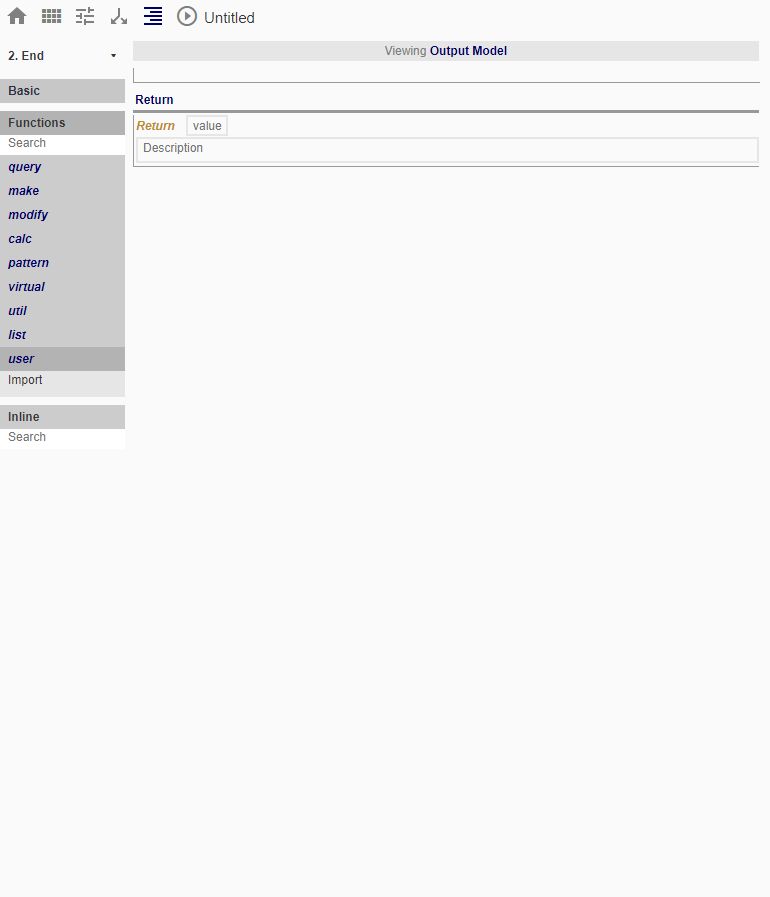 Untitled
2. End
Viewing Output Model
Basic
Return
Functions
Return value
Search
Description
query
make
modify
calc
pattern
virtual
util
list
user
Import
Inline
Search